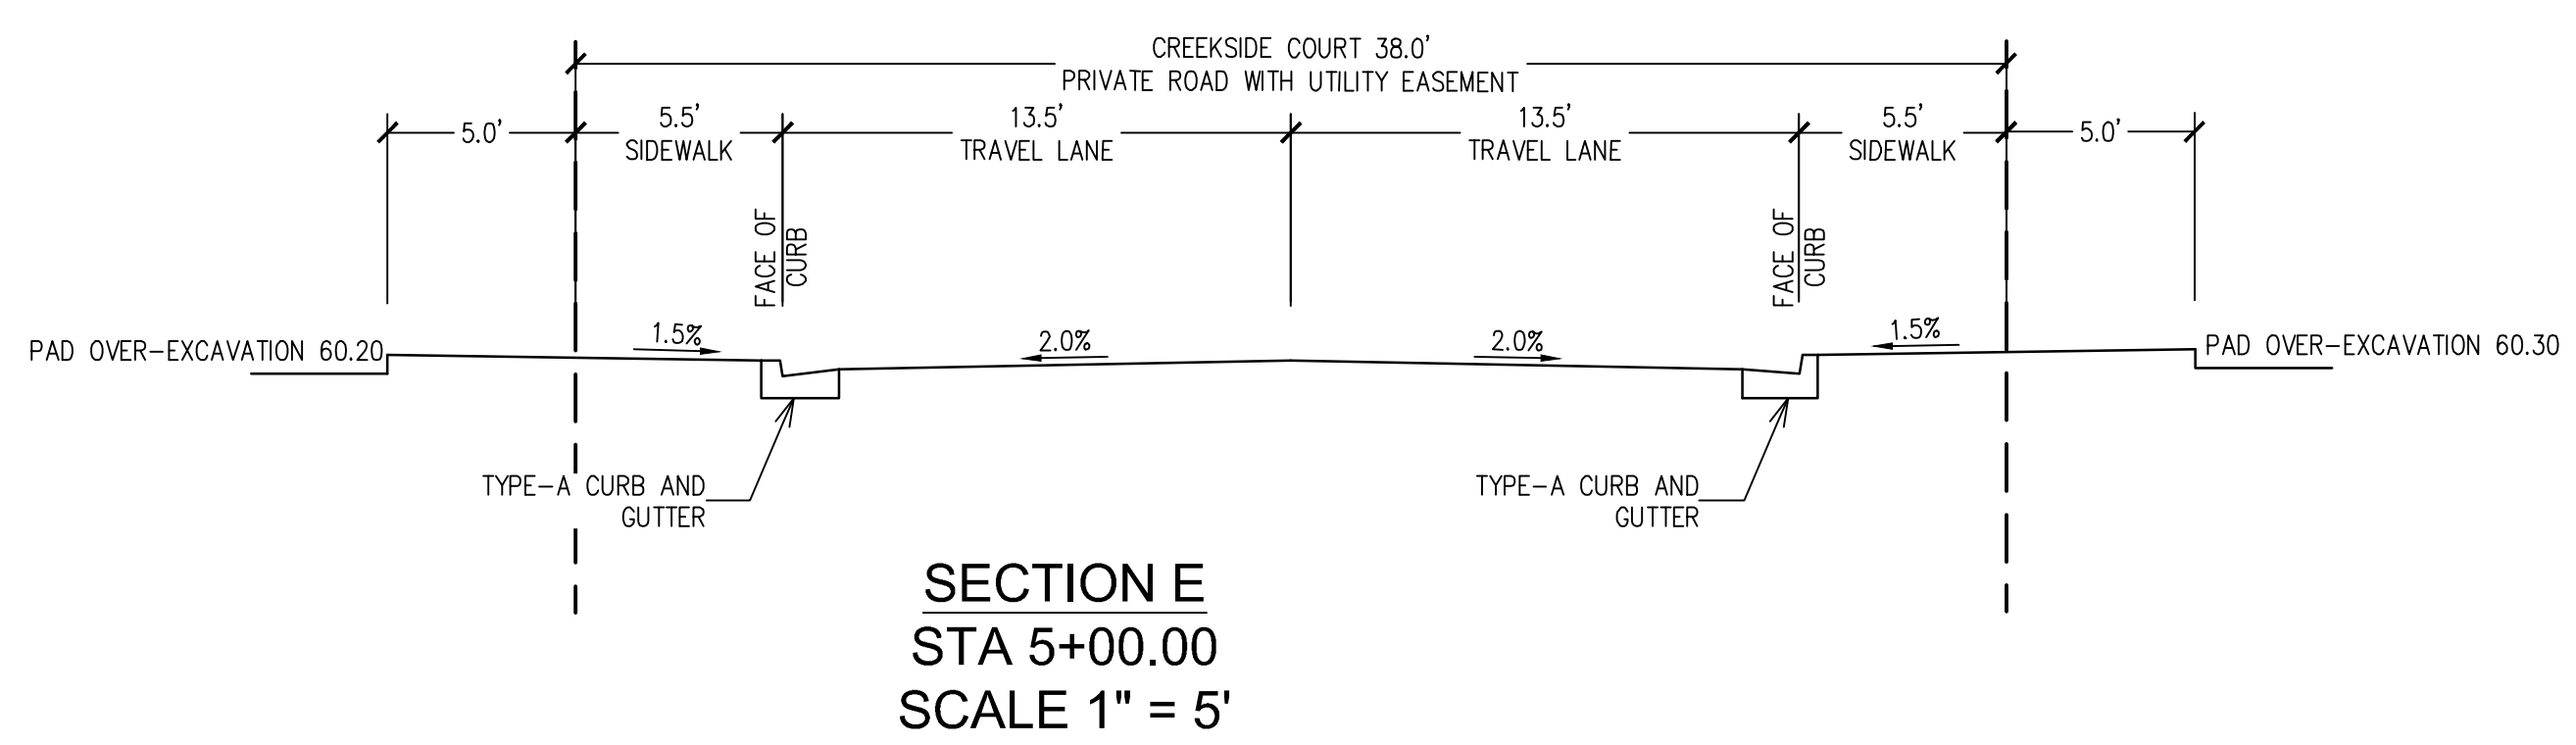 CREEKSIDE COURT 38.0'
PRIVATE ROAD WITH UTILITY EASEMENT
5.0'
5.5'
SIDEWALK
13.5'
TRAVEL LANE
13.5'
TRAVEL LANE
5.5'
SIDEWALK
5.0'
FACE OF
CURB
FACE OF
CURB
PAD OVER-EXCAVATION 60.20
1.5%
2.0%
2.0%
1.5%
PAD OVER-EXCAVATION 60.30
TYPE-A CURB AND
GUTTER
TYPE-A CURB AND
GUTTER
SECTION E
STA 5+00.00
SCALE 1" = 5'